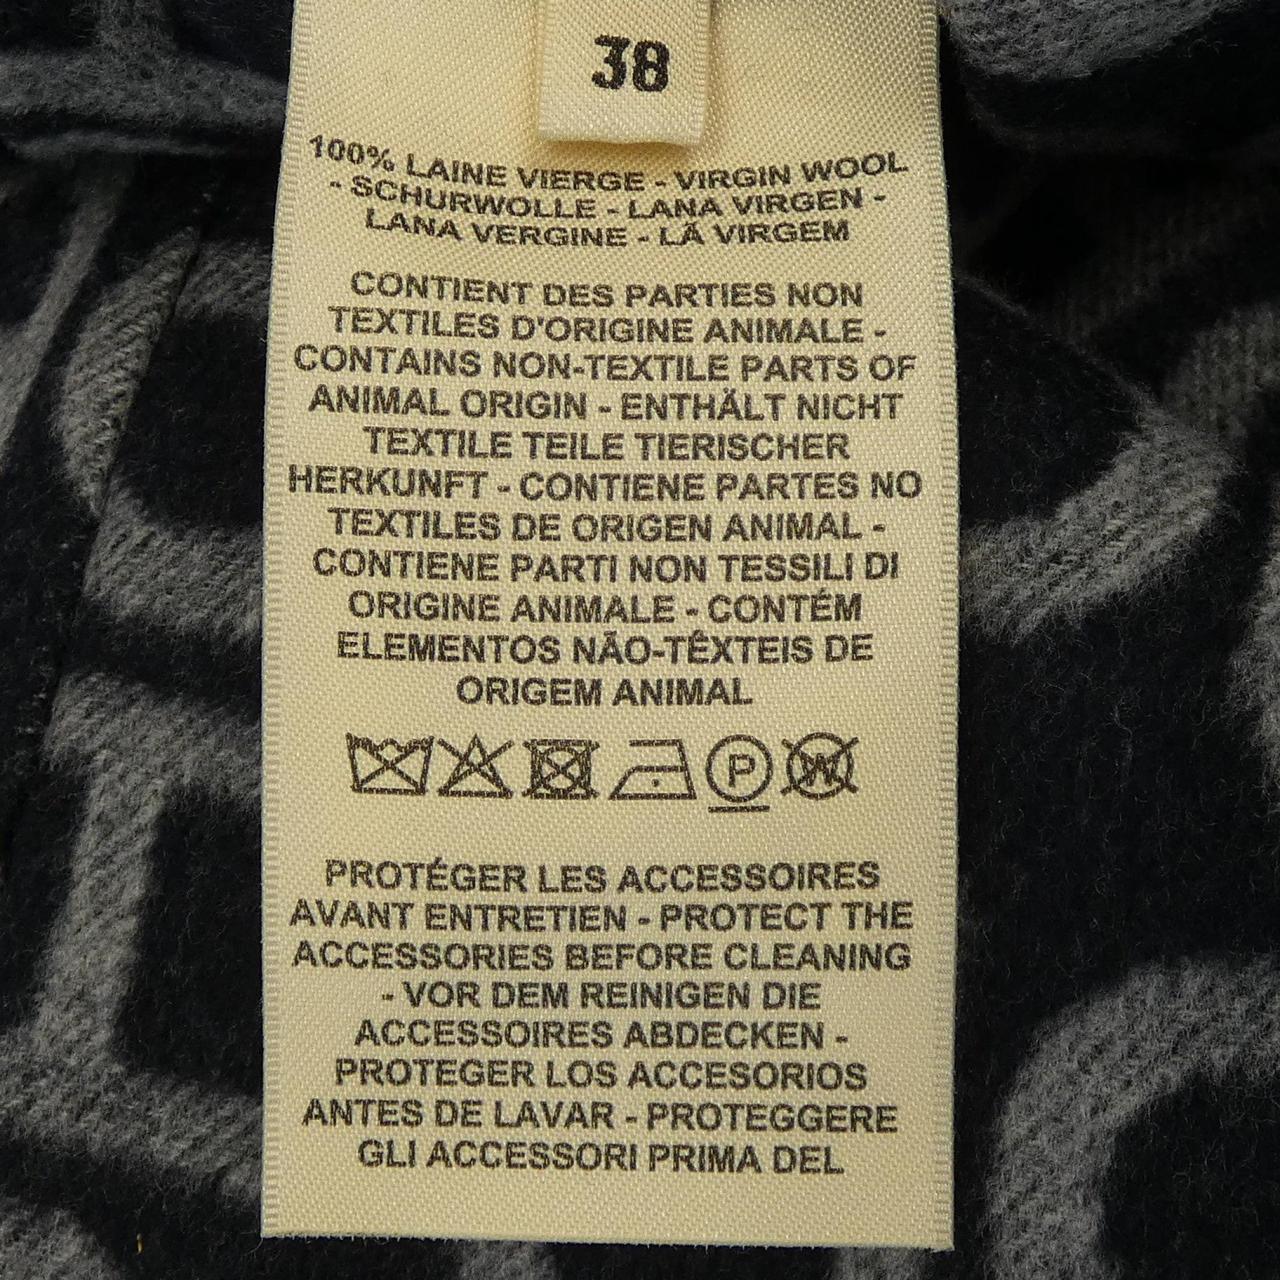 38
100% LAINE VIERGE - VIRGIN WOOL
- SCHURWOLLE - LANA VIRGEN -
LANA VERGINE - LÃ VIRGEM
CONTIENT DES PARTIES NON
TEXTILES D'ORIGINE ANIMALE -
CONTAINS NON-TEXTILE PARTS OF
ANIMAL ORIGIN - ENTHÄLT NICHT
TEXTILE TEILE TIERISCHER
HERKUNFT - CONTIENE PARTES NO
TEXTILES DE ORIGEN ANIMAL -
CONTIENE PARTI NON TESSILI DI
ORIGINE ANIMALE - CONTÉM
ELEMENTOS NÃO-TÊXTEIS DE
ORIGEM ANIMAL
P W
PROTÉGER LES ACCESSOIRES
AVANT ENTRETIEN - PROTECT THE
ACCESSORIES BEFORE CLEANING
- VOR DEM REINIGEN DIE
ACCESSOIRES ABDECKEN -
PROTEGER LOS ACCESORIOS
ANTES DE LAVAR - PROTEGGERE
GLI ACCESSORI PRIMA DEL